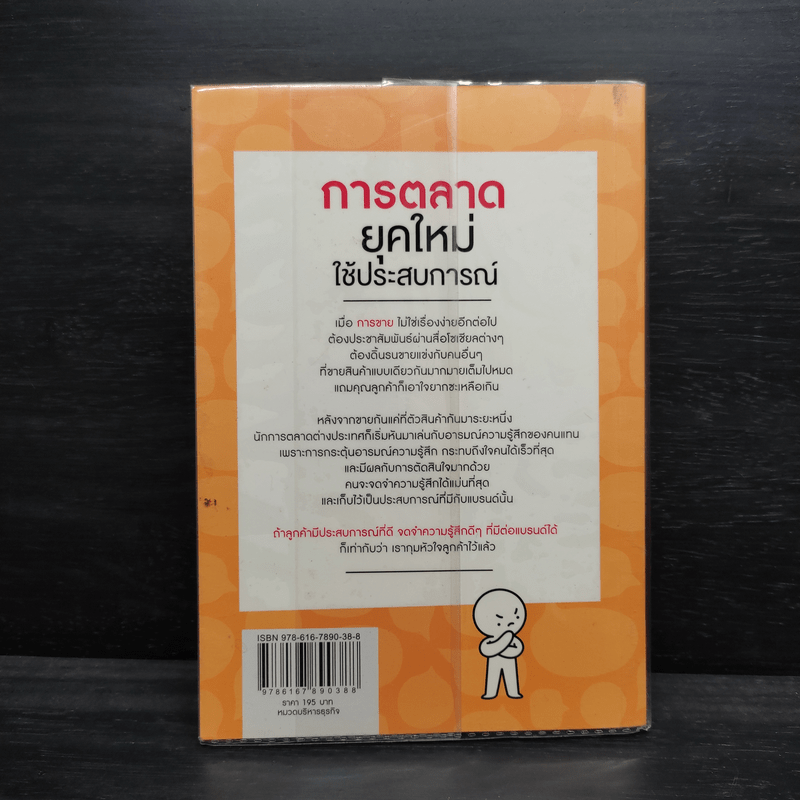 การตลาด
ยุคใหม่
ใช้ประสบการณ์
เมื่อ การขาย ไม่ใช่เรื่องง่ายอีกต่อไป
ต้องประชาสัมพันธ์ผ่านสื่อโซเชียลต่างๆ
ต้องดิ้นรนขายแข่งกับคนอื่นๆ
ที่ขายสินค้าแบบเดียวกันมากมายเต็มไปหมด
แถมคุณลูกค้าก็เอาใจยากซะเหลือเกิน
หลังจากขายกันแค่ที่ตัวสินค้ากันมาระยะหนึ่ง
นักการตลาดต่างประเทศก็เริ่มหันมาเล่นกับอารมณ์ความรู้สึกของคนแทน
เพราะการกระตุ้นอารมณ์ความรู้สึก กระทบถึงใจคนได้เร็วที่สุด
และมีผลกับการตัดสินใจมากด้วย
คนจะจดจำความรู้สึกได้แม่นที่สุด
และเก็บไว้เป็นประสบการณ์ที่มีกับแบรนด์นั้น
ถ้าลูกค้ามีประสบการณ์ที่ดี จดจำความรู้สึกดีๆ ที่มีต่อแบรนด์ได้
ก็เท่ากับว่า เรากุมหัวใจลูกค้าไว้แล้ว
ISBN 978-616-7890-38-8
9786167890388
ราคา 195 บาท
หมวดบริหารธุรกิจ